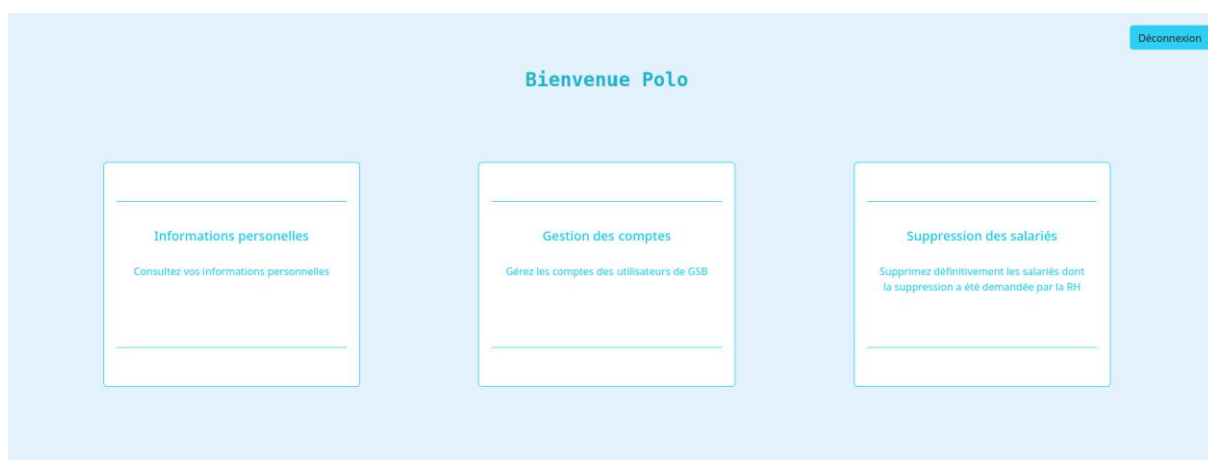 Déconnexion
Bienvenue Polo
Informations personelles
Consultez vos informations personnelles
Gestion des comptes
Gérez les comptes des utilisateurs de GSB
Suppression des salariés
Supprimez définitivement les salariés dont
la suppression a été demandée par la RH